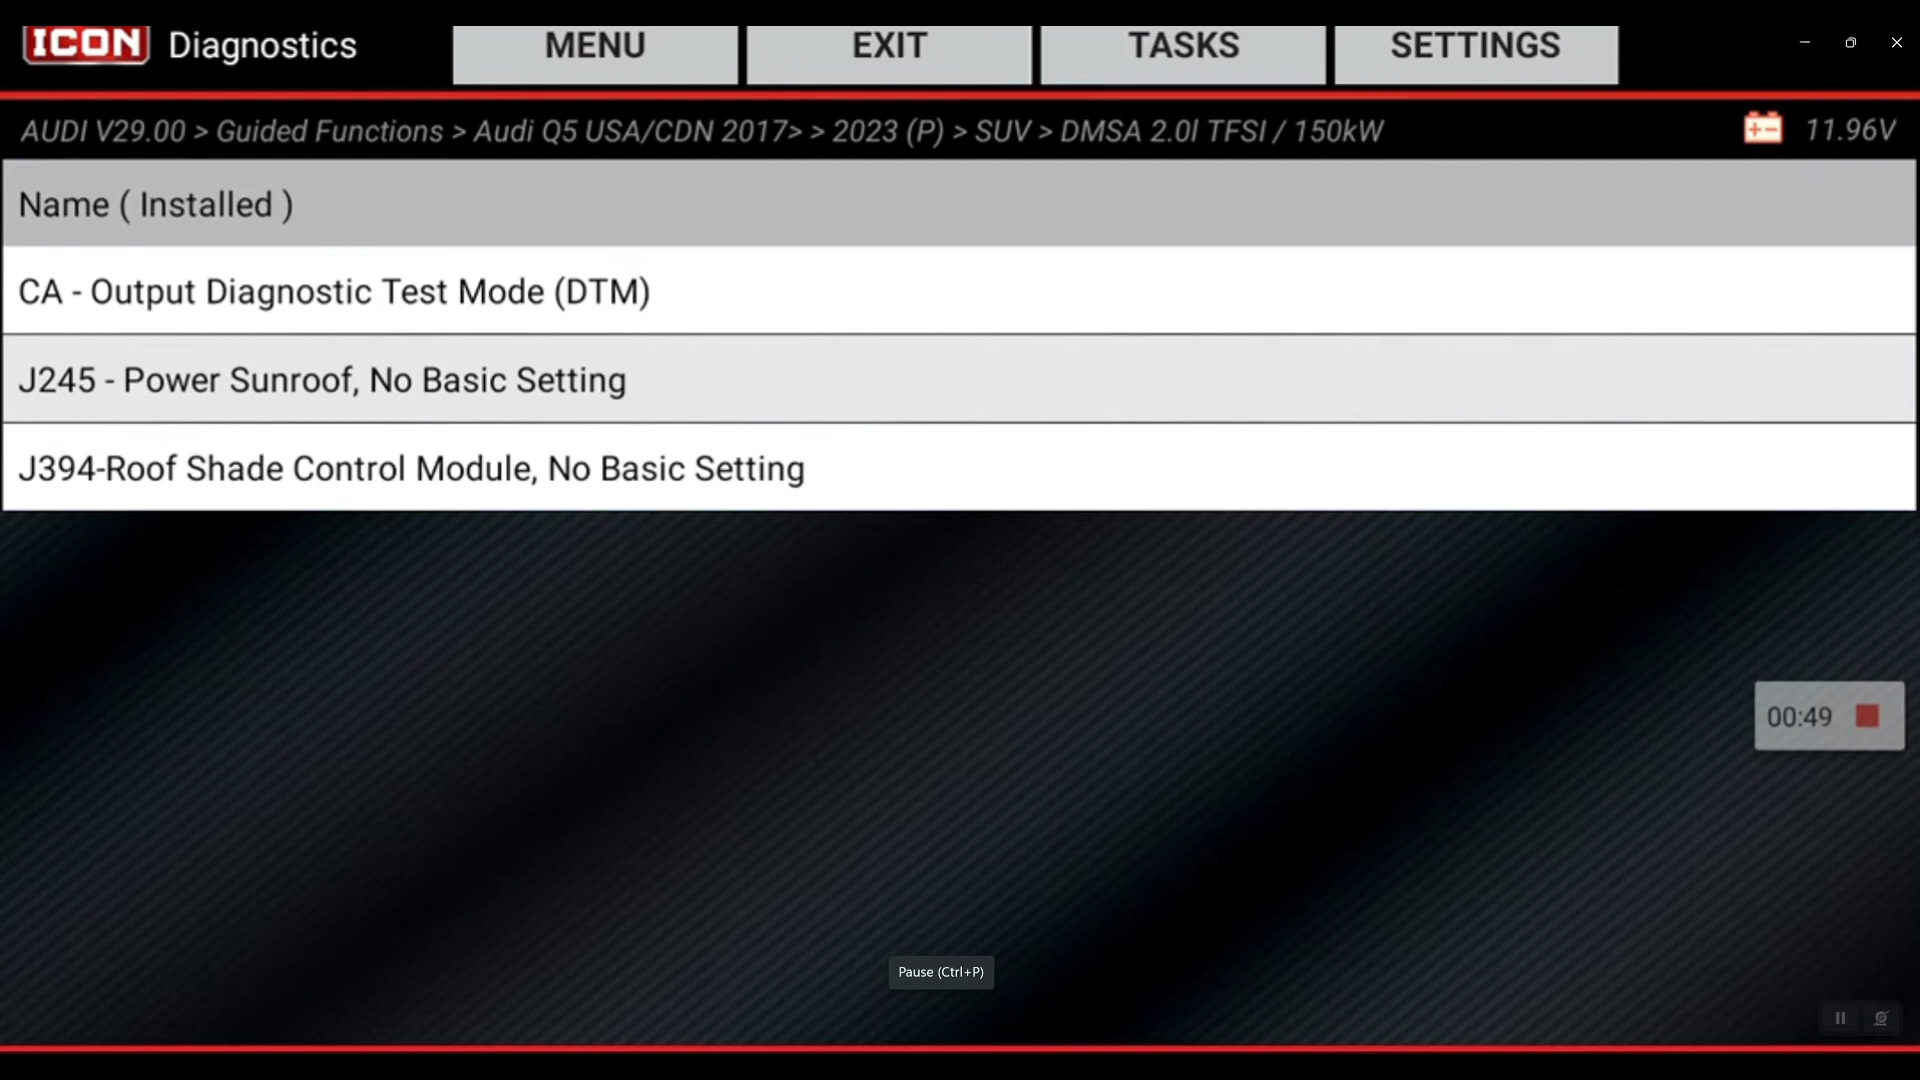 ICON Diagnostics MENU EXIT TASKS SETTINGS
AUDI V29.00 > Guided Functions > Audi Q5 USA/CDN 2017> > 2023 (P) > SUV > DMSA 2.0l TFSI / 150kW 11.96V
Name ( Installed )
CA - Output Diagnostic Test Mode (DTM)
J245 - Power Sunroof, No Basic Setting
J394-Roof Shade Control Module, No Basic Setting
00:49
Pause (Ctrl+P)